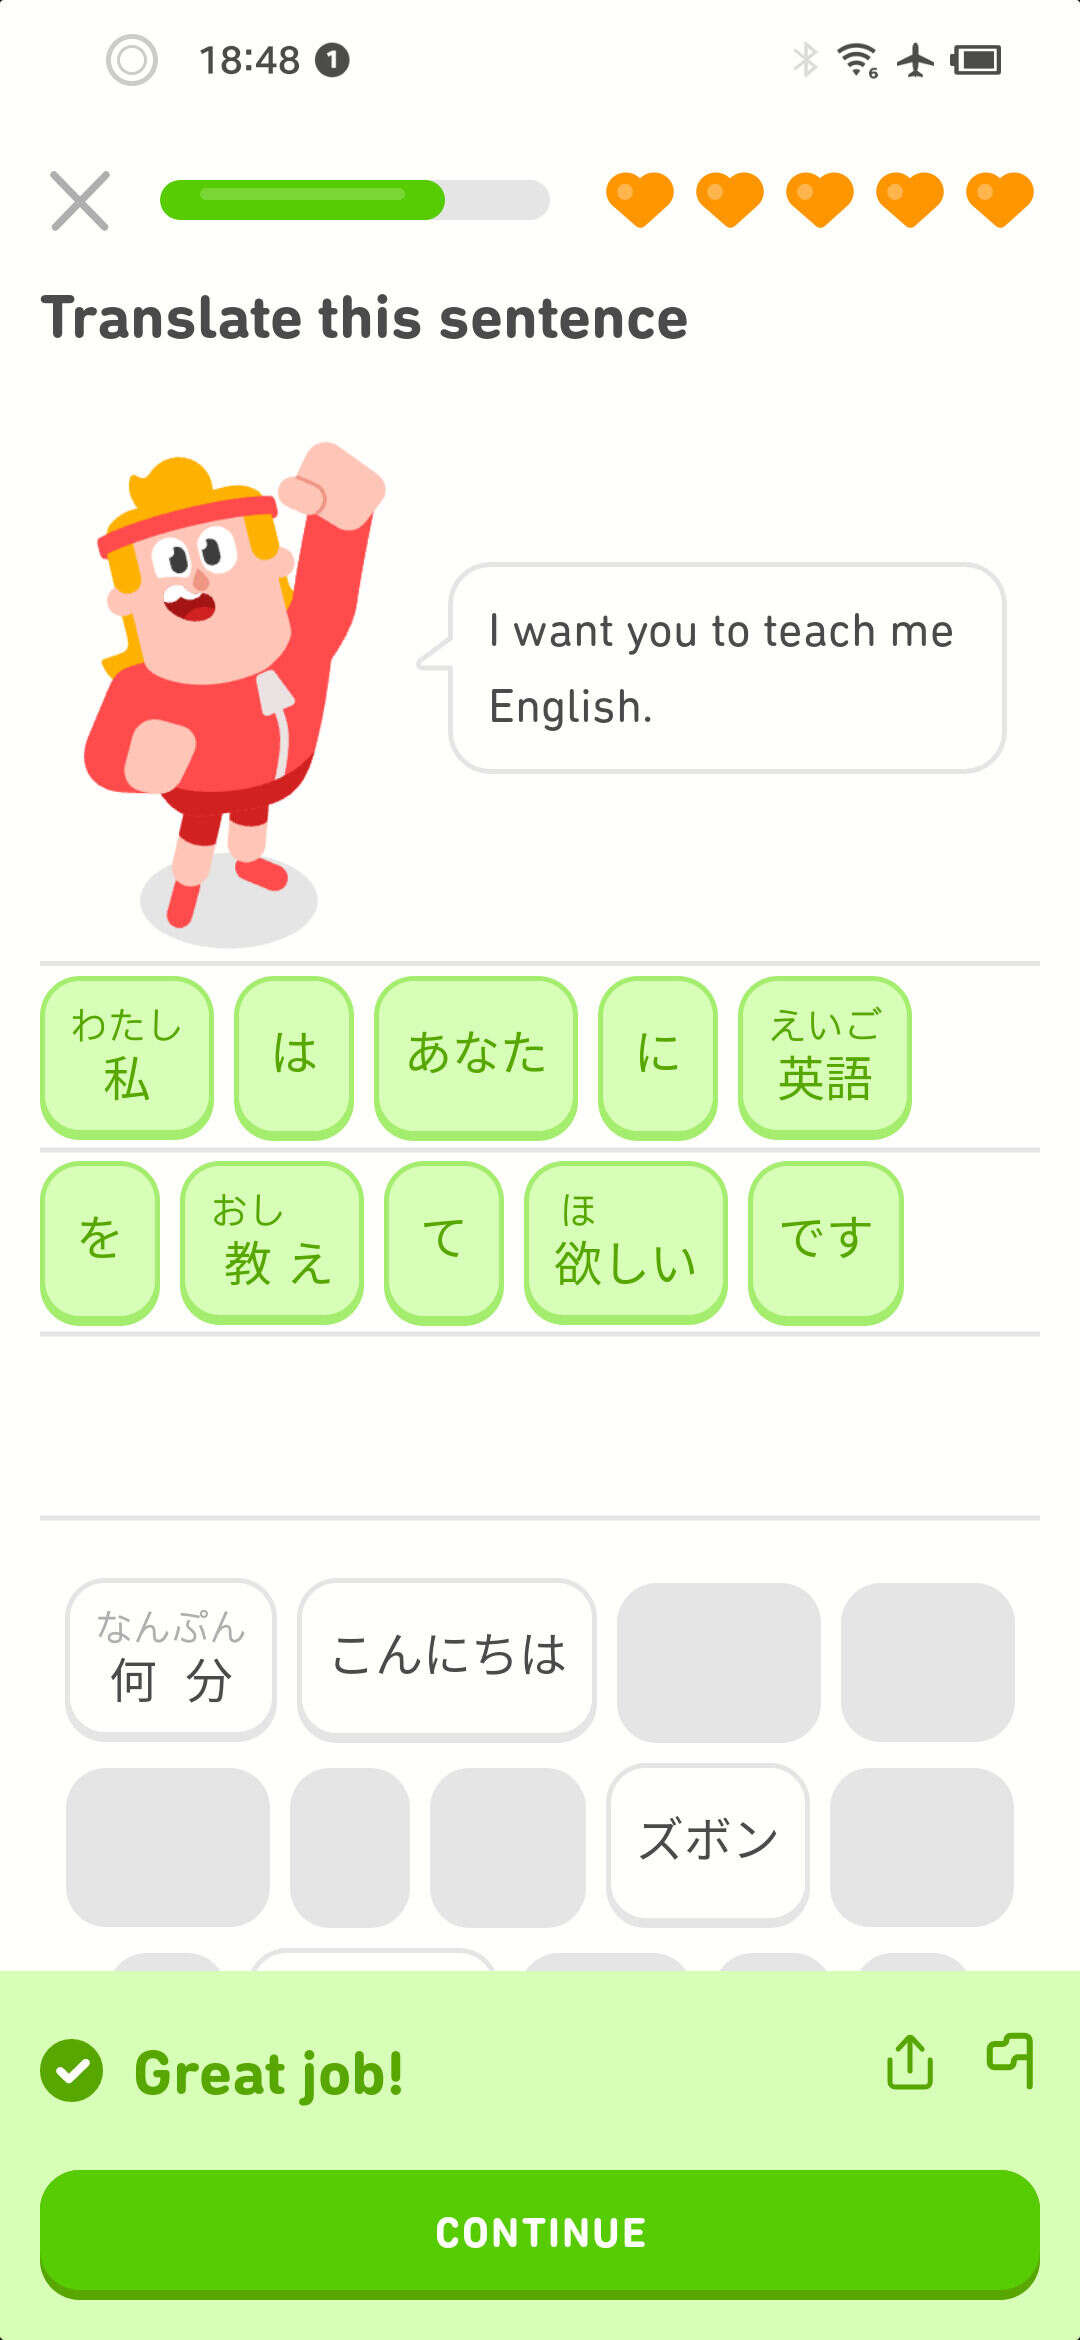 18:48 1
6
Translate this sentence
I want you to teach me
English.
わたし えいご
私 は あなた に 英語
おし ほ
を 教え て 欲しい です
なんぷん
何分 こんにちは
ズボン
Great job!
CONTINUE